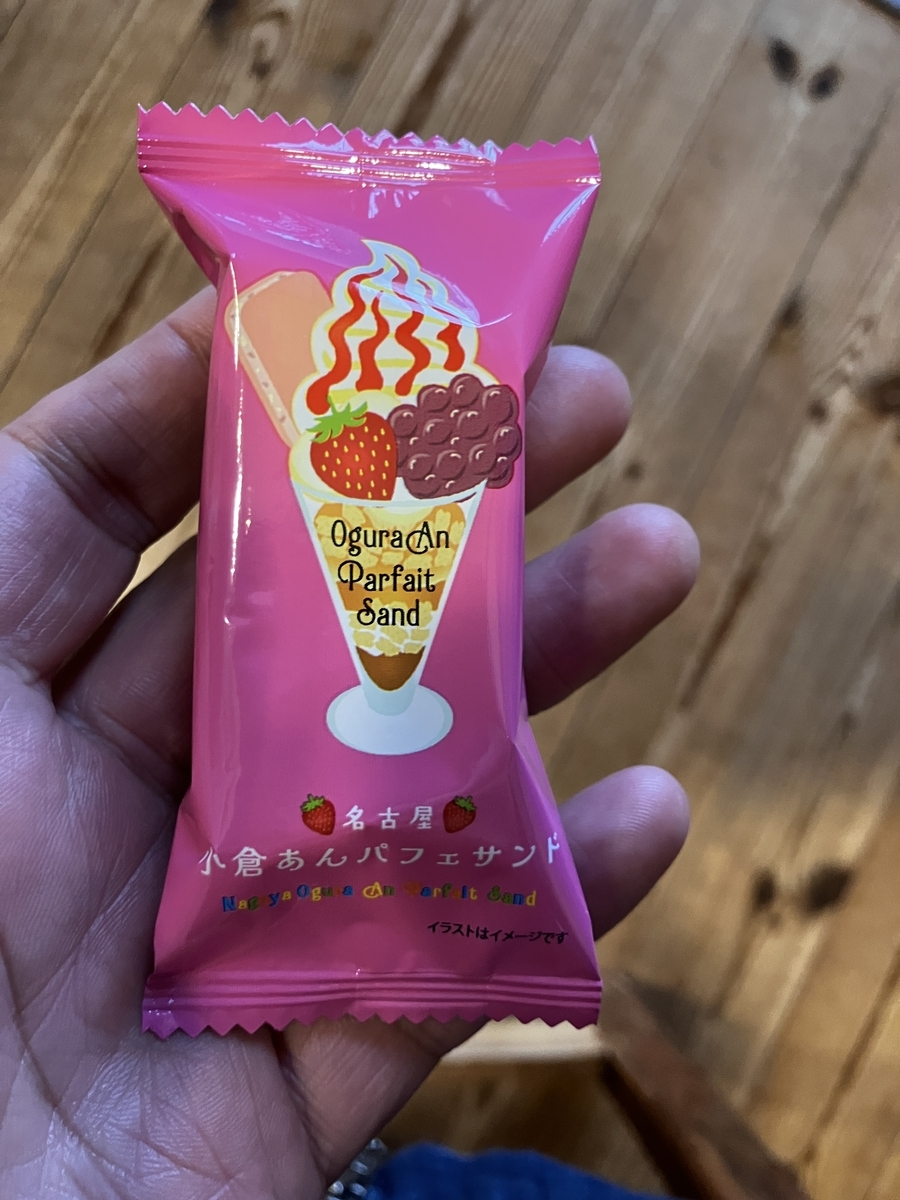 Ogura An
Parfait
Sand
名古屋
小倉あんパフェサンド
Nagoya Ogura An Parfait Sand
イラストはイメージです